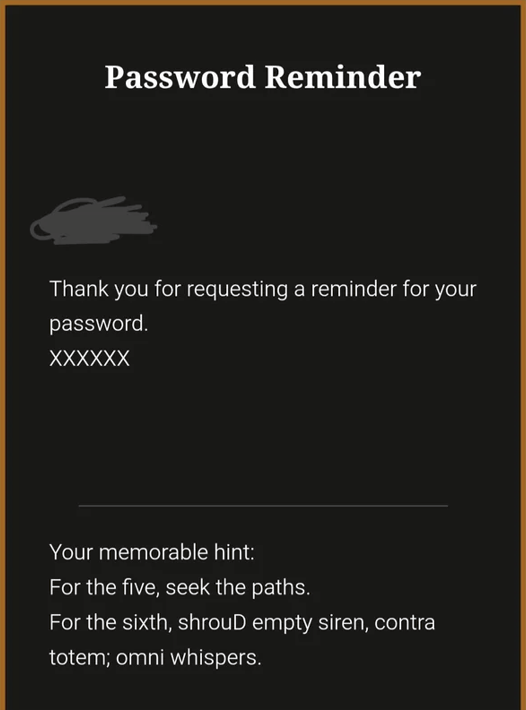 Password Reminder
Thank you for requesting a reminder for your
password.
XXXXXX
Your memorable hint:
For the five, seek the paths.
For the sixth, shrouD empty siren, contra
totem; omni whispers.